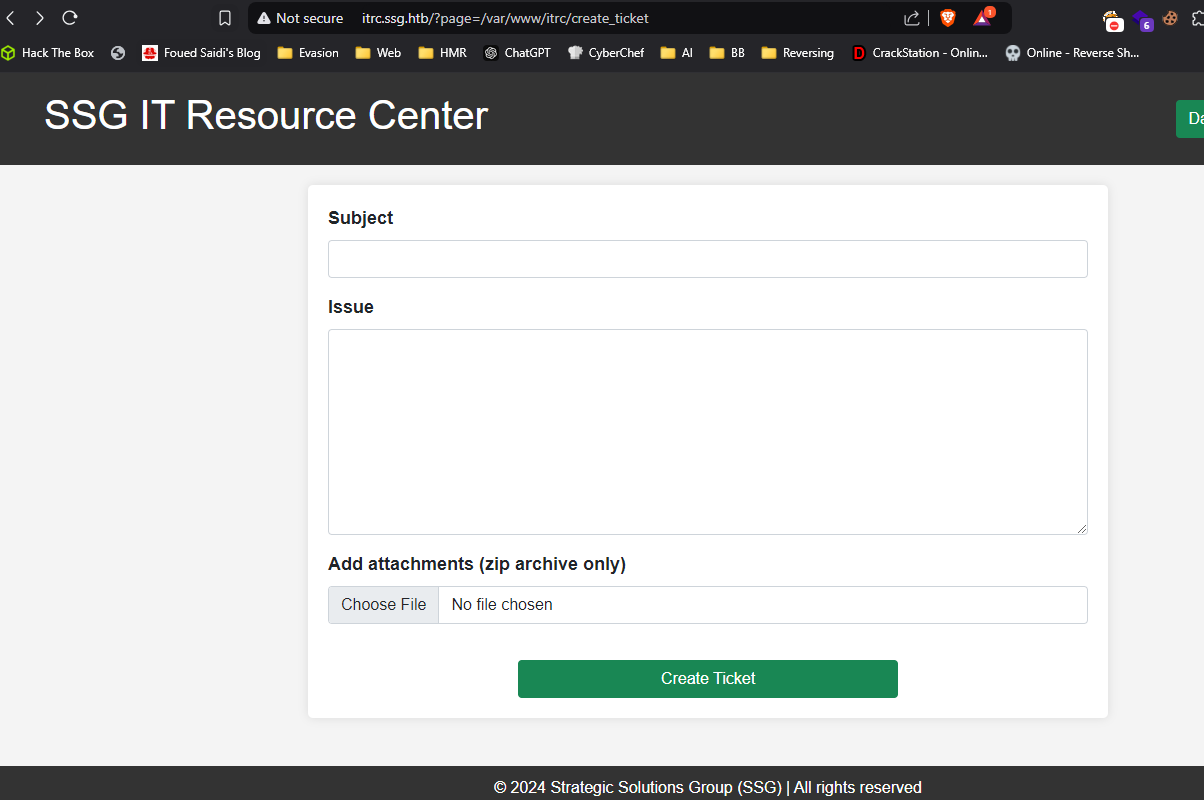 Not secure itrc.ssg.htb/?page=/var/www/itrc/create_ticket 1 6
Hack The Box Foued Saidi's Blog Evasion Web HMR ChatGPT CyberChef AI BB Reversing CrackStation - Onlin... Online - Reverse Sh...
SSG IT Resource Center
Da
Subject
Issue
Add attachments (zip archive only)
Choose File No file chosen
Create Ticket
© 2024 Strategic Solutions Group (SSG) | All rights reserved